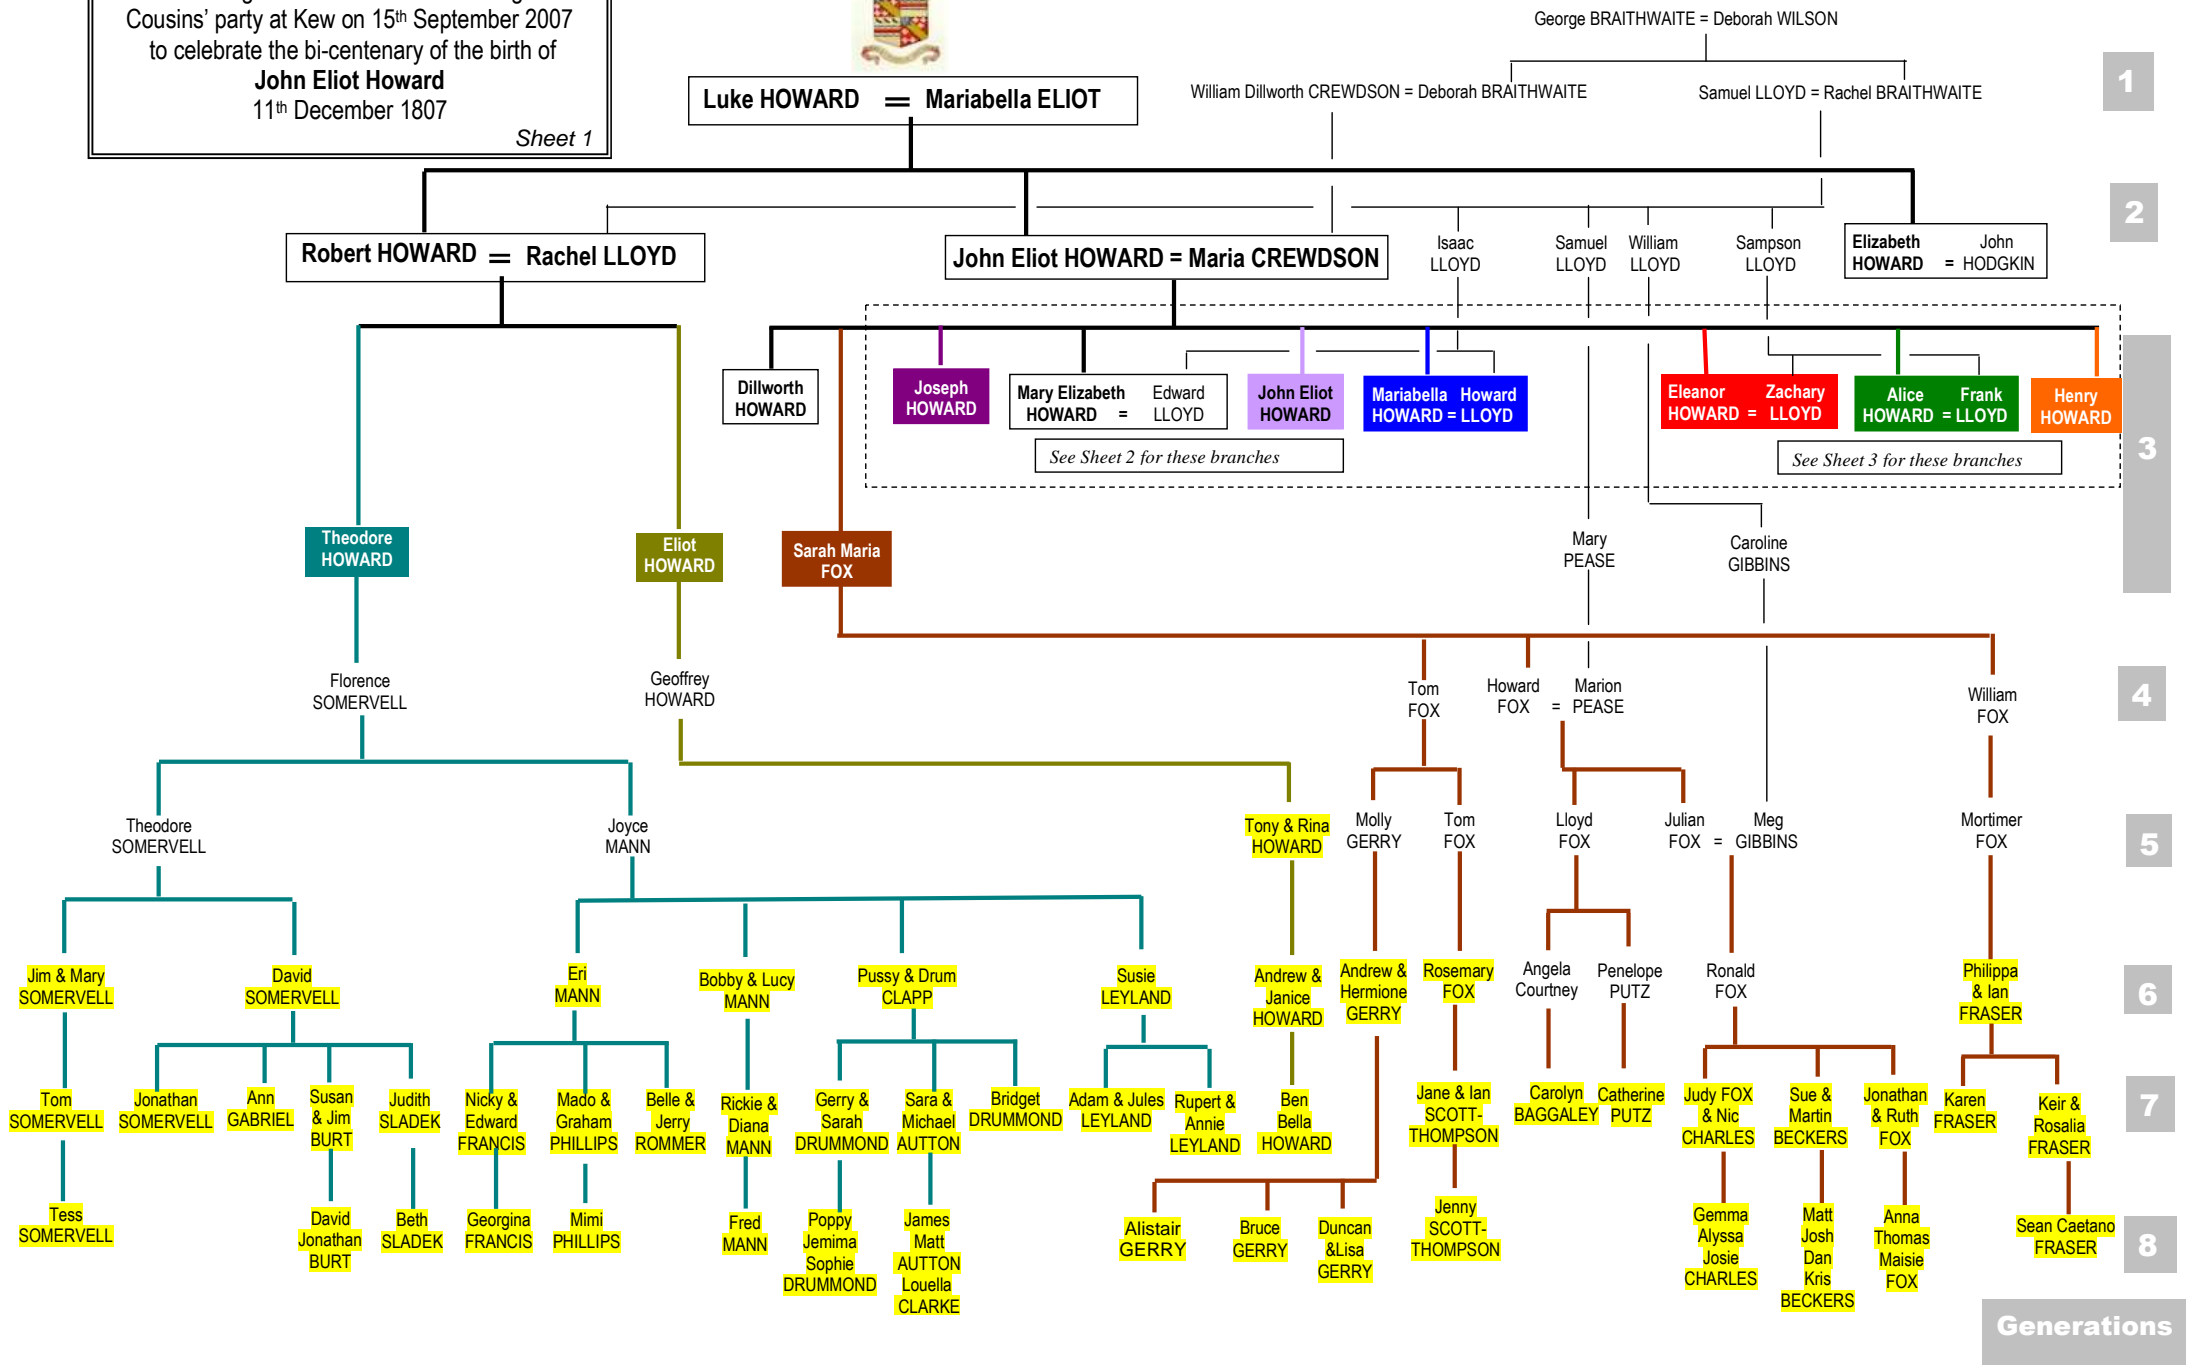 Cousins' party at Kew on 15th September 2007
to celebrate the bi-centenary of the birth of
John Eliot Howard
11th December 1807
Sheet 1
George BRAITHWAITE = Deborah WILSON
1
Luke HOWARD = Mariabella ELIOT
William Dillworth CREWDSON = Deborah BRAITHWAITE
Samuel LLOYD = Rachel BRAITHWAITE
2
Robert HOWARD = Rachel LLOYD
John Eliot HOWARD = Maria CREWDSON
Isaac
LLOYD
Samuel
LLOYD
William
LLOYD
Sampson
LLOYD
Elizabeth John
HOWARD = HODGKIN
3
Dillworth
HOWARD
Joseph
HOWARD
Mary Elizabeth Edward
HOWARD = LLOYD
John Eliot
HOWARD
Mariabella Howard
HOWARD = LLOYD
Eleanor Zachary
HOWARD = LLOYD
Alice Frank
HOWARD = LLOYD
Henry
HOWARD
See Sheet 2 for these branches
See Sheet 3 for these branches
Theodore
HOWARD
Eliot
HOWARD
Sarah Maria
FOX
Mary
PEASE
Caroline
GIBBINS
4
Florence
SOMERVELL
Geoffrey
HOWARD
Tom
FOX
Howard Marion
FOX = PEASE
William
FOX
5
Theodore
SOMERVELL
Joyce
MANN
Tony & Rina
HOWARD
Molly
GERRY
Tom
FOX
Lloyd
FOX
Julian Meg
FOX = GIBBINS
Mortimer
FOX
6
Jim & Mary
SOMERVELL
David
SOMERVELL
Eri
MANN
Bobby & Lucy
MANN
Pussy & Drum
CLAPP
Susie
LEYLAND
Andrew &
Janice
HOWARD
Andrew &
Hermione
GERRY
Rosemary
FOX
Angela
Courtney
Penelope
PUTZ
Ronald
FOX
Philippa
& Ian
FRASER
7
Tom
SOMERVELL
Jonathan
SOMERVELL
Ann
GABRIEL
Susan
& Jim
BURT
Judith
SLADEK
Nicky &
Edward
FRANCIS
Mado &
Graham
PHILLIPS
Belle &
Jerry
ROMMER
Rickie &
Diana
MANN
Gerry &
Sarah
DRUMMOND
Sara &
Michael
AUTTON
Bridget
DRUMMOND
Adam & Jules
LEYLAND
Rupert &
Annie
LEYLAND
Ben
Bella
HOWARD
Jane & Ian
SCOTT-
THOMPSON
Carolyn
BAGGALEY
Catherine
PUTZ
Judy FOX
& Nic
CHARLES
Sue &
Martin
BECKERS
Jonathan
& Ruth
FOX
Karen
FRASER
Keir &
Rosalia
FRASER
8
Tess
SOMERVELL
David
Jonathan
BURT
Beth
SLADEK
Georgina
FRANCIS
Mimi
PHILLIPS
Fred
MANN
Poppy
Jemima
Sophie
DRUMMOND
James
Matt
AUTTON
Louella
CLARKE
Alistair
GERRY
Bruce
GERRY
Duncan
&Lisa
GERRY
Jenny
SCOTT-
THOMPSON
Gemma
Alyssa
Josie
CHARLES
Matt
Josh
Dan
Kris
BECKERS
Anna
Thomas
Maisie
FOX
Sean Caetano
FRASER
Generations